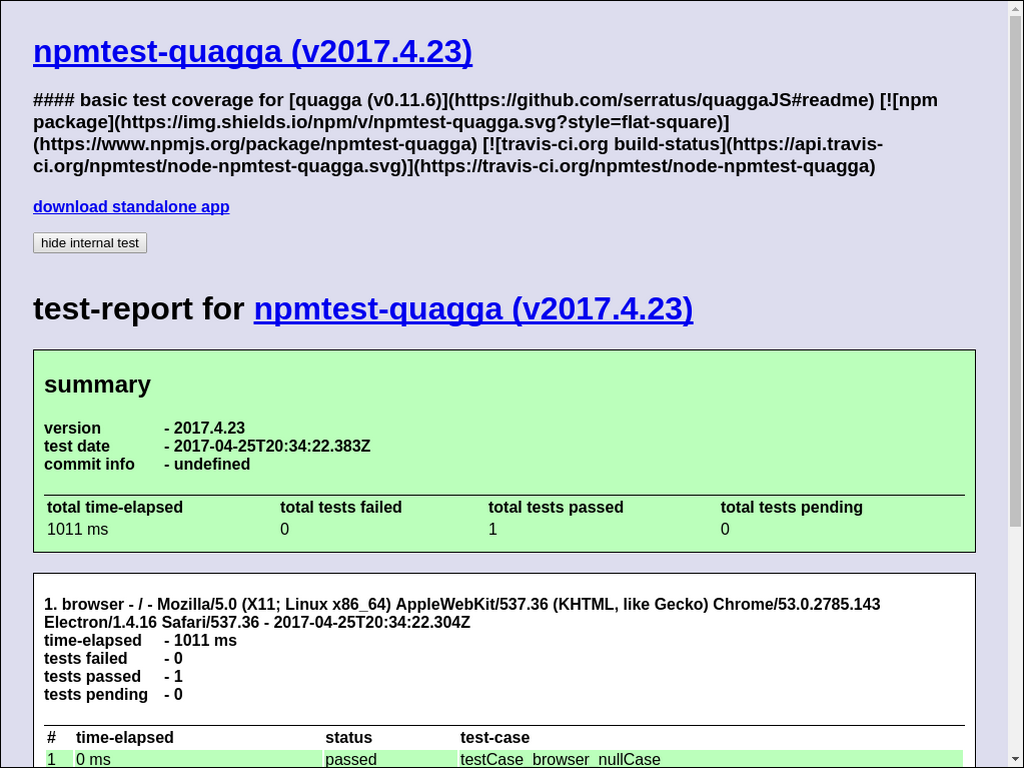 npmtest-quagga (v2017.4.23)
#### basic test coverage for [quagga (v0.11.6)](https://github.com/serratus/quaggaJS#readme) [![npm
package](https://img.shields.io/npm/v/npmtest-quagga.svg?style=flat-square)]
(https://www.npmjs.org/package/npmtest-quagga) [![travis-ci.org build-status](https://api.travis-
ci.org/npmtest/node-npmtest-quagga.svg)](https://travis-ci.org/npmtest/node-npmtest-quagga)
download standalone app
hide internal test
test-report for npmtest-quagga (v2017.4.23)
summary
version - 2017.4.23
test date - 2017-04-25T20:34:22.383Z
commit info - undefined
total time-elapsed total tests failed total tests passed total tests pending
1011 ms 0 1 0
1. browser - / - Mozilla/5.0 (X11; Linux x86_64) AppleWebKit/537.36 (KHTML, like Gecko) Chrome/53.0.2785.143
Electron/1.4.16 Safari/537.36 - 2017-04-25T20:34:22.304Z
time-elapsed - 1011 ms
tests failed - 0
tests passed - 1
tests pending - 0
# time-elapsed status test-case
1 0 ms passed testCase_browser_nullCase